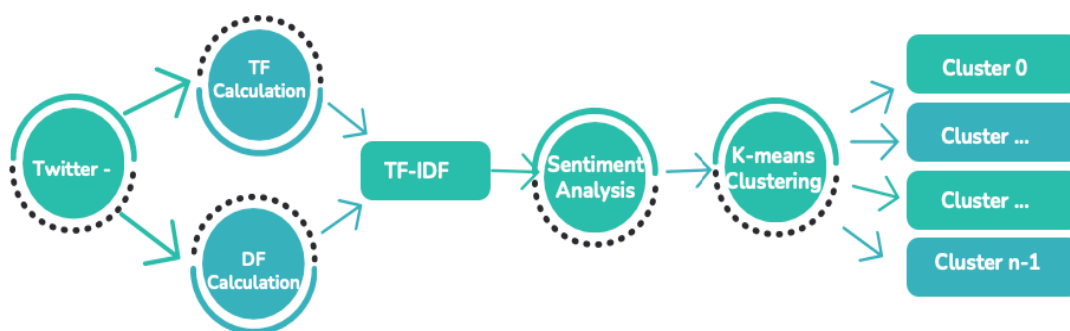 Twitter -
TF
Calculation
DF
Calculation
TF-IDF
Sentiment
Analysis
K-means
Clustering
Cluster 0
Cluster ...
Cluster ...
Cluster n-1